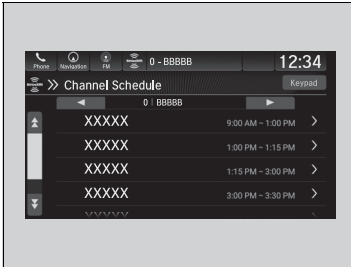 0 - BBBBB 12:34
Phone Navigation FM
Channel Schedule Keypad
0 | BBBBB
XXXXX 9:00 AM – 1:00 PM
XXXXX 1:00 PM – 1:15 PM
XXXXX 1:15 PM – 3:00 PM
XXXXX 3:00 PM – 3:30 PM